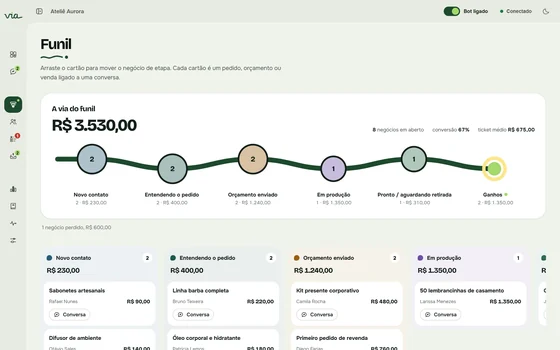 via
Ateliê Aurora
Bot ligado
Conectado
Funil
Arraste o cartão para mover o negócio de etapa. Cada cartão é um pedido, orçamento ou
venda ligado a uma conversa.
A via do funil
R$ 3.530,00
8 negócios em aberto conversão 67% ticket médio R$ 675,00
2 2 2 1 1
Novo contato Entendendo o pedido Orçamento enviado Em produção Pronto / aguardando retirada Ganhos
2 · R$ 230,00 2 · R$ 400,00 2 · R$ 1.240,00 1 · R$ 1.350,00 1 · R$ 310,00 2 · R$ 1.350,00
1 negócio perdido, R$ 600,00
Novo contato 2 Entendendo o pedido 2 Orçamento enviado 2 Em produção 1
R$ 230,00 R$ 400,00 R$ 1.240,00 R$ 1.350,00
Sabonetes artesanais Linha barba completa Kit presente corporativo 50 lembrancinhas de casamento
Rafael Nunes R$ 90,00 Bruno Teixeira R$ 220,00 Camila Rocha R$ 480,00 Larissa Menezes R$ 1.350,00
Conversa Conversa Conversa Conversa
Difusor de ambiente Óleo corporal e hidratante Primeiro pedido de revenda
R$ 140,00 R$ 180,00 R$ 760,00